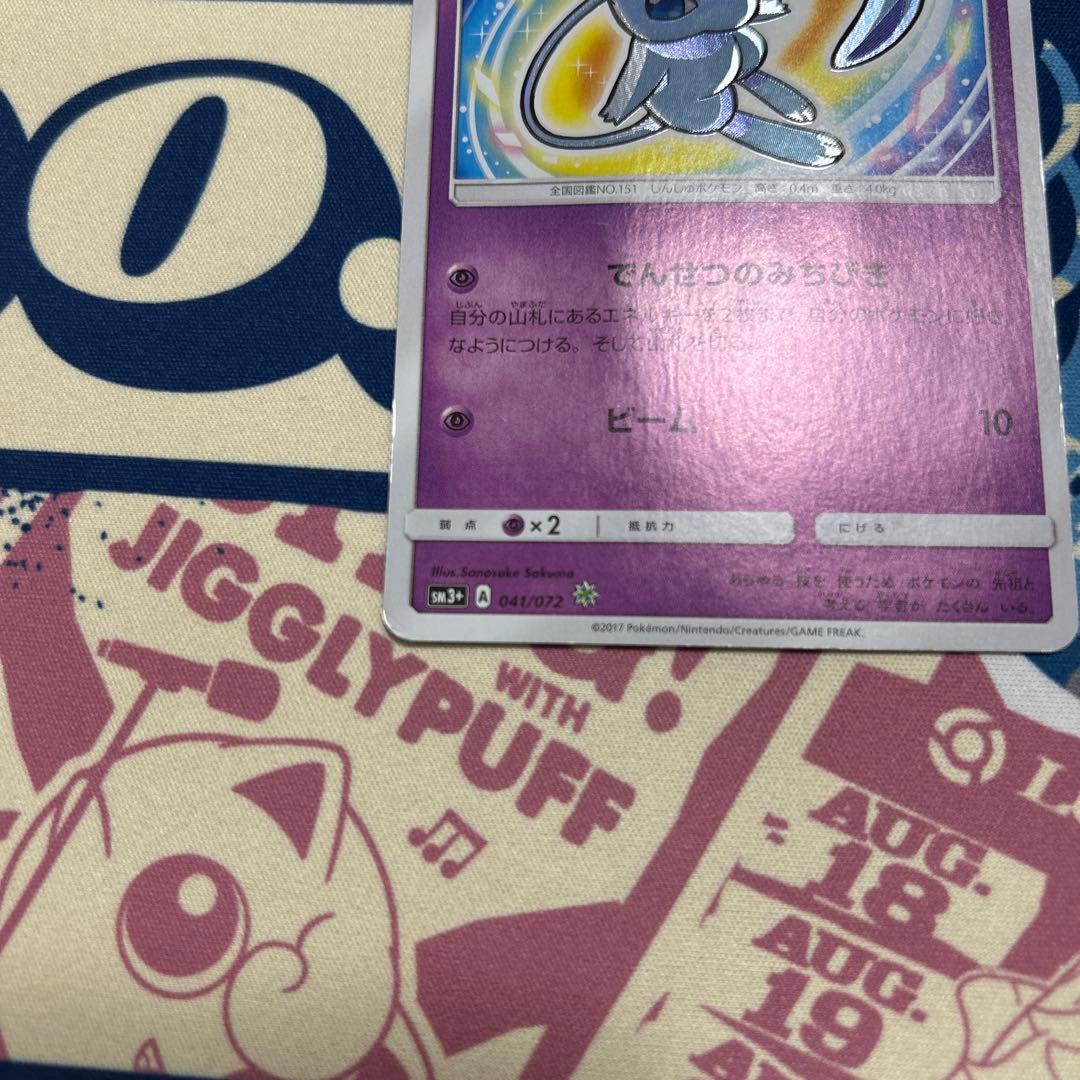 全国図鑑NO.151 しんしゅポケモン 高さ:0.4m 重さ:4.0kg
でんせつのみちびき
じぶん やまふだ
自分の山札にあるエネルギーを2枚まで、自分のポケモンに好き
なようにつける。そして山札を切る。
ビーム 10
弱点 ×2 抵抗力 にげる
Illus.Sanosuke Sakuma
あらゆる 技を 使うため ポケモンの 先祖と
考える 学者が たくさん いる。
SM3+ A 041/072
©2017 Pokémon/Nintendo/Creatures/GAME FREAK.
JIGGLYPUFF
WITH
AUG.
18
AUG.
19